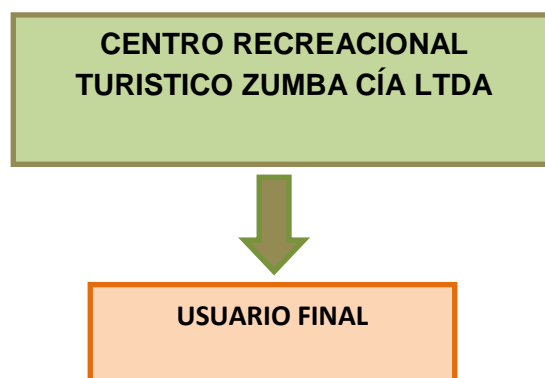 CENTRO RECREACIONAL
TURISTICO ZUMBA CÍA LTDA
USUARIO FINAL